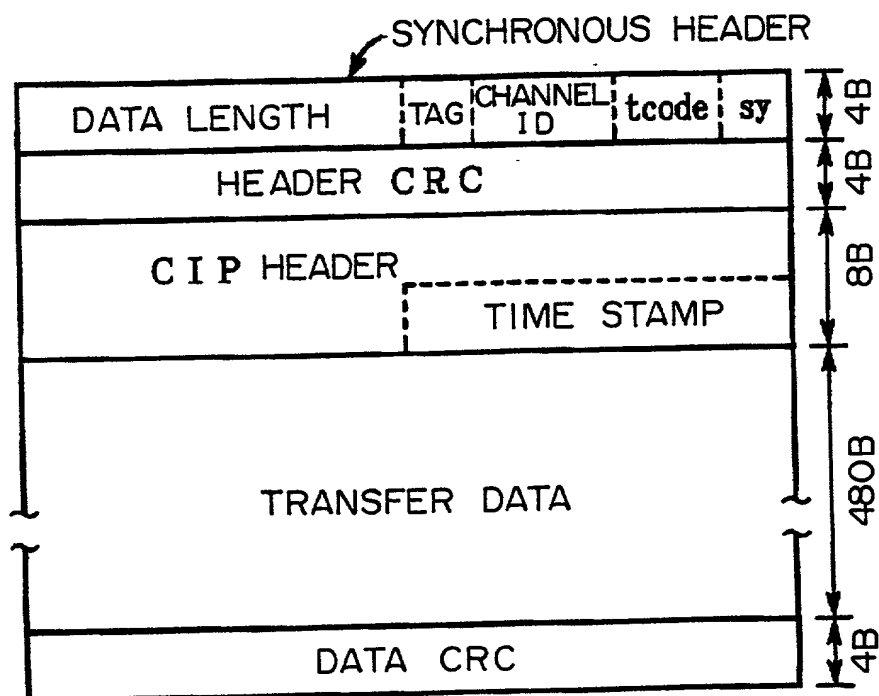 SYNCHRONOUS HEADER
DATA LENGTH TAG CHANNEL ID tcode sy 4B
HEADER CRC 4B
CIP HEADER 8B
TIME STAMP
TRANSFER DATA 480B
DATA CRC 4B